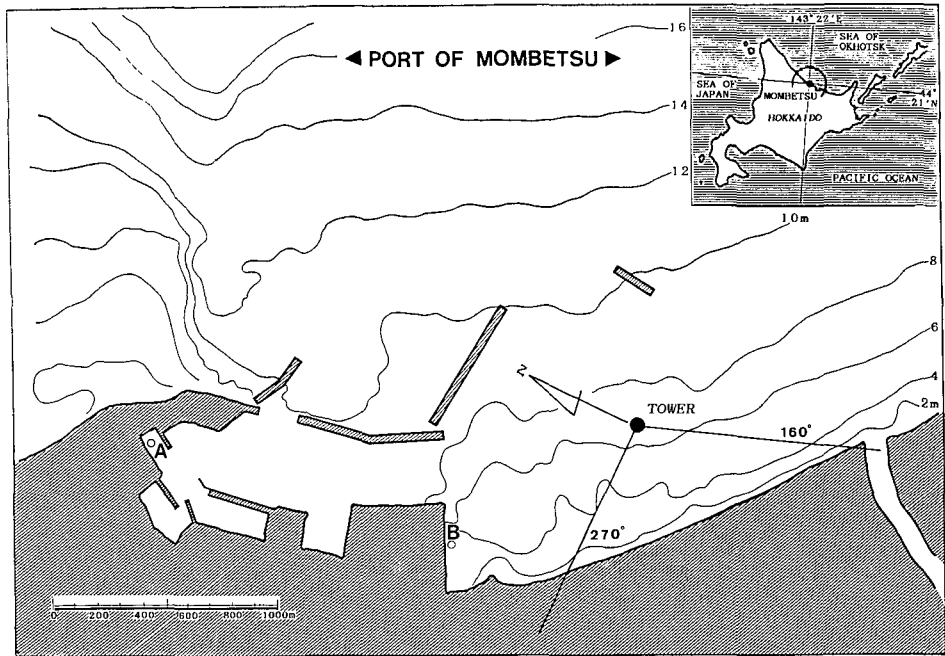 ◄ PORT OF MOMBETSU ►
143° 22'E
SEA OF
OKHOTSK
SEA OF
JAPAN
MOMBETSU
HOKKAIDO
44°
21'N
PACIFIC OCEAN
16
14
12
10m
8
4
2m
N
TOWER
160°
270°
A
B
0 200 400 600 800 1000m